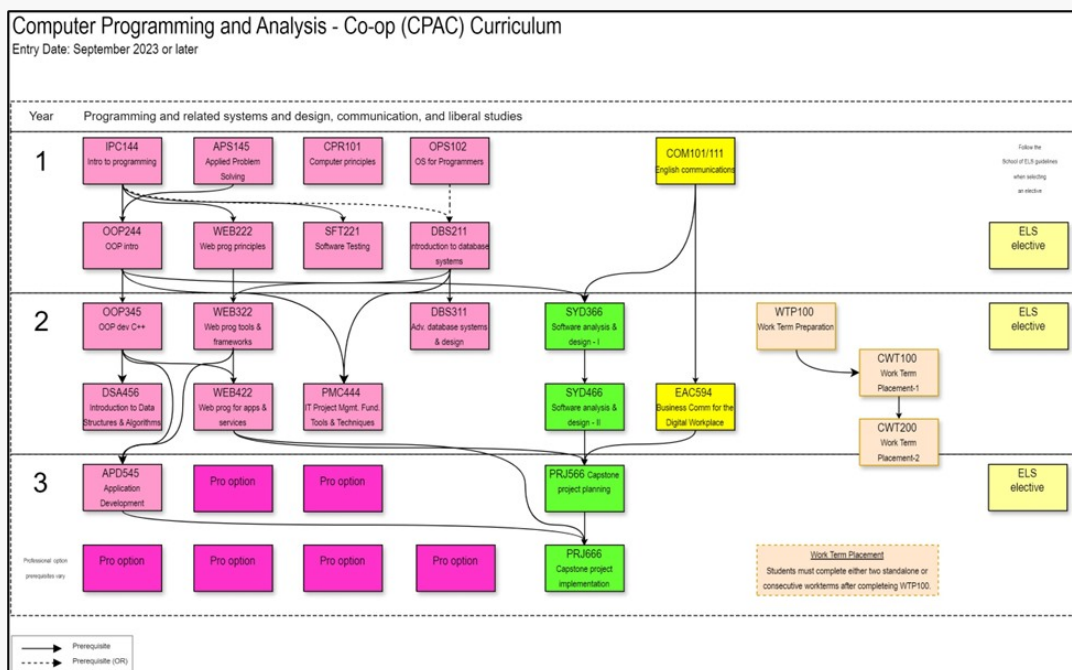 Computer Programming and Analysis - Co-op (CPAC) Curriculum
Entry Date: September 2023 or later
Year
Programming and related systems and design, communication, and liberal studies
1
IPC144
Intro to programming
APS145
Applied Problem
Solving
CPR101
Computer principles
OPS102
OS for Programmers
COM101/111
English communications
Follow the
School of ELS guidelines
when selecting
an elective
OOP244
OOP intro
WEB222
Web prog principles
SFT221
Software Testing
DBS211
Introduction to database
systems
ELS
elective
2
OOP345
OOP dev C++
WEB322
Web prog tools &
frameworks
DBS311
Adv. database systems
& design
SYD366
Software analysis &
design - I
WTP100
Work Term Preparation
ELS
elective
CWT100
Work Term
Placement-1
DSA456
Introduction to Data
Structures & Algorithms
WEB422
Web prog for apps &
services
PMC444
IT Project Mgmt. Fund.
Tools & Techniques
SYD466
Software analysis &
design - II
EAC594
Business Comm for the
Digital Workplace
CWT200
Work Term
Placement-2
3
APD545
Application
Development
Pro option
Pro option
PRJ566 Capstone
project planning
ELS
elective
Professional option
prerequisites vary
Pro option
Pro option
Pro option
Pro option
PRJ666
Capstone project
implementation
Work Term Placement
Students must complete either two standalone or
consecutive workterms after completeing WTP100.
Prerequisite
Prerequisite (OR)